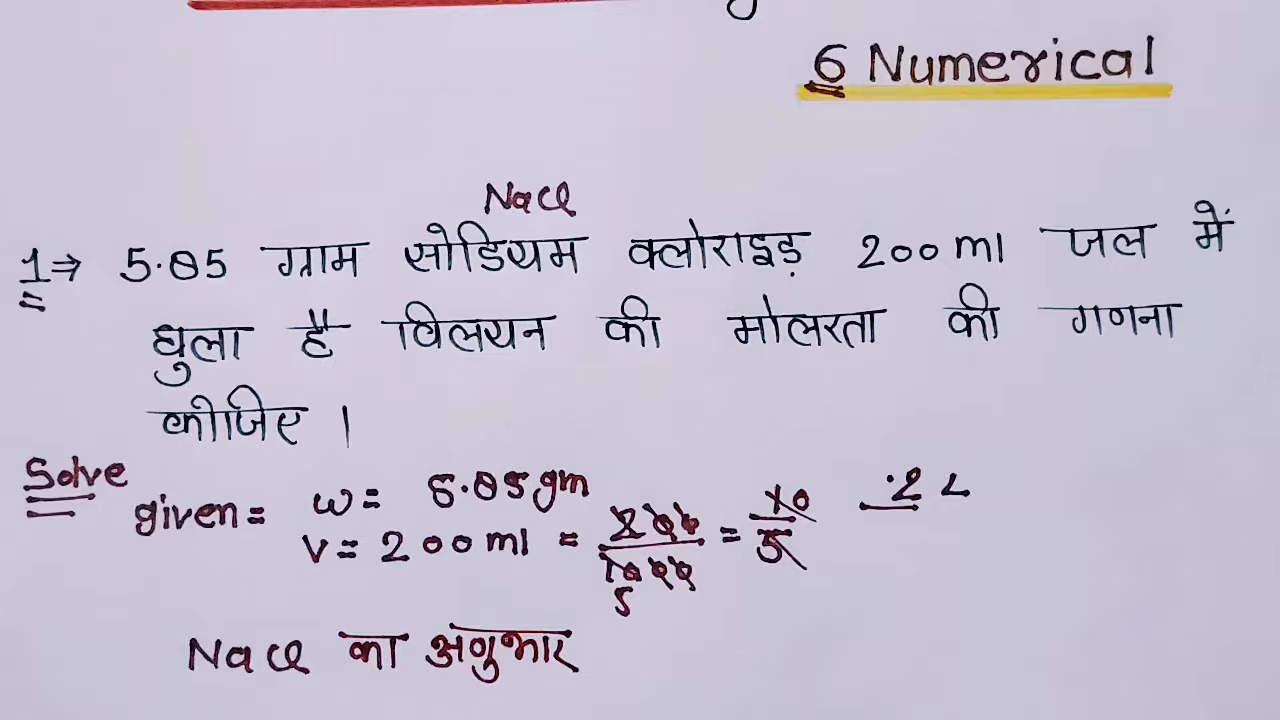 6 Numerical
NaCl
1⇒ 5.85 ग्राम सोडियम क्लोराइड़ 200 ml जल में
घुला है विलयन की मोलरता की गणना
कीजिए ।
Solve
given = w = 5.85 gm
V = 200 ml = 200/1000 = 10/5 .2 L
NaCl का अणुभार